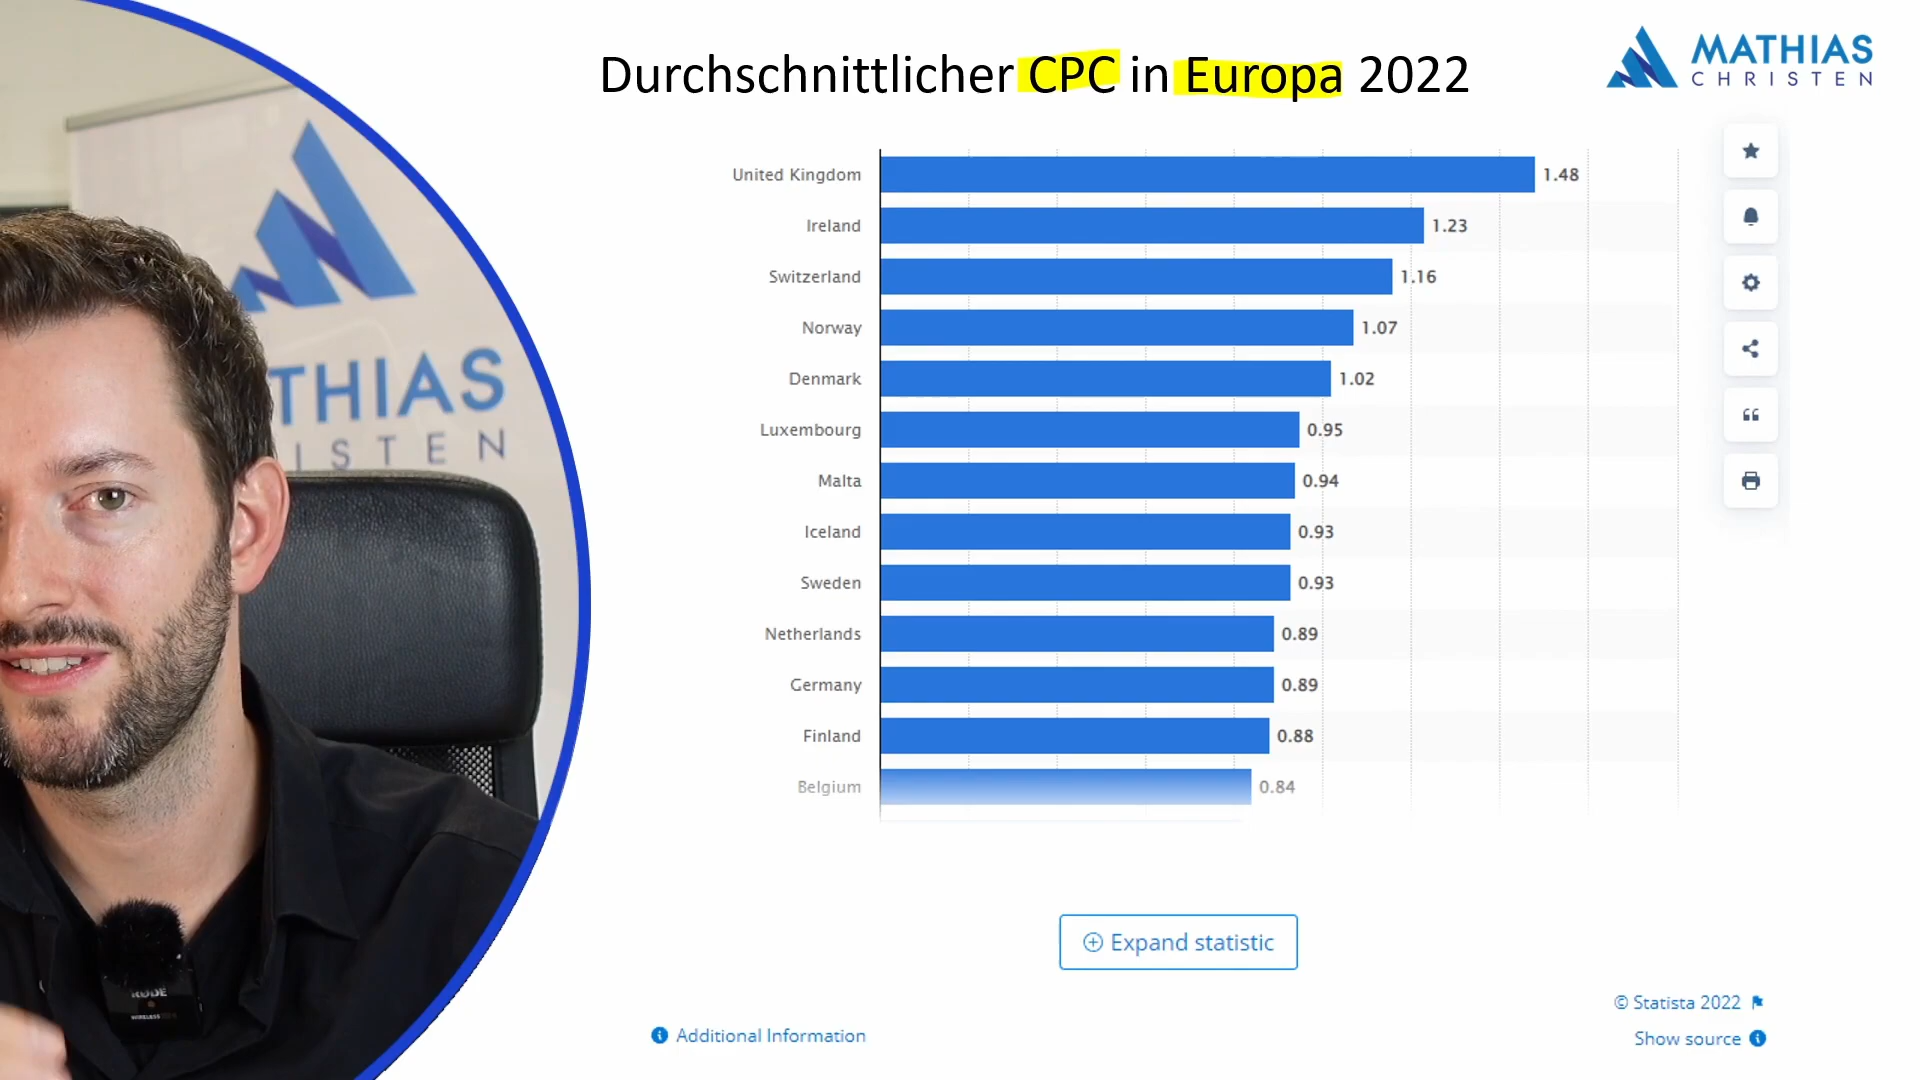 Durchschnittlicher CPC in Europa 2022
MATHIAS
CHRISTEN
THIAS
ISTEN
United Kingdom 1.48
Ireland 1.23
Switzerland 1.16
Norway 1.07
Denmark 1.02
Luxembourg 0.95
Malta 0.94
Iceland 0.93
Sweden 0.93
Netherlands 0.89
Germany 0.89
Finland 0.88
Belgium 0.84
Expand statistic
© Statista 2022
Additional Information
Show source
RØDE
WIRELESS